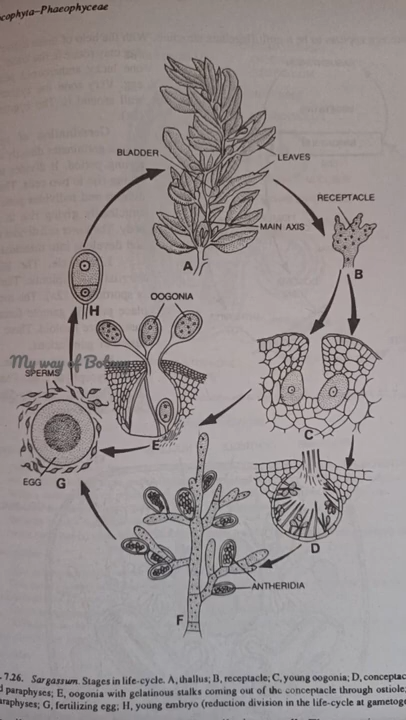 cophyta–Phaeophyceae
BLADDER
LEAVES
RECEPTACLE
MAIN AXIS
A
B
H
OOGONIA
My way of Botany
SPERMS
C
E
EGG
G
D
ANTHERIDIA
F
7.26. Sargassum. Stages in life-cycle. A, thallus; B, receptacle; C, young oogonia; D, conceptac
d paraphyses; E, oogonia with gelatinous stalks coming out of the conceptacle through ostiole;
araphyses; G, fertilizing egg; H, young embryo (reduction division in the life-cycle at gametog